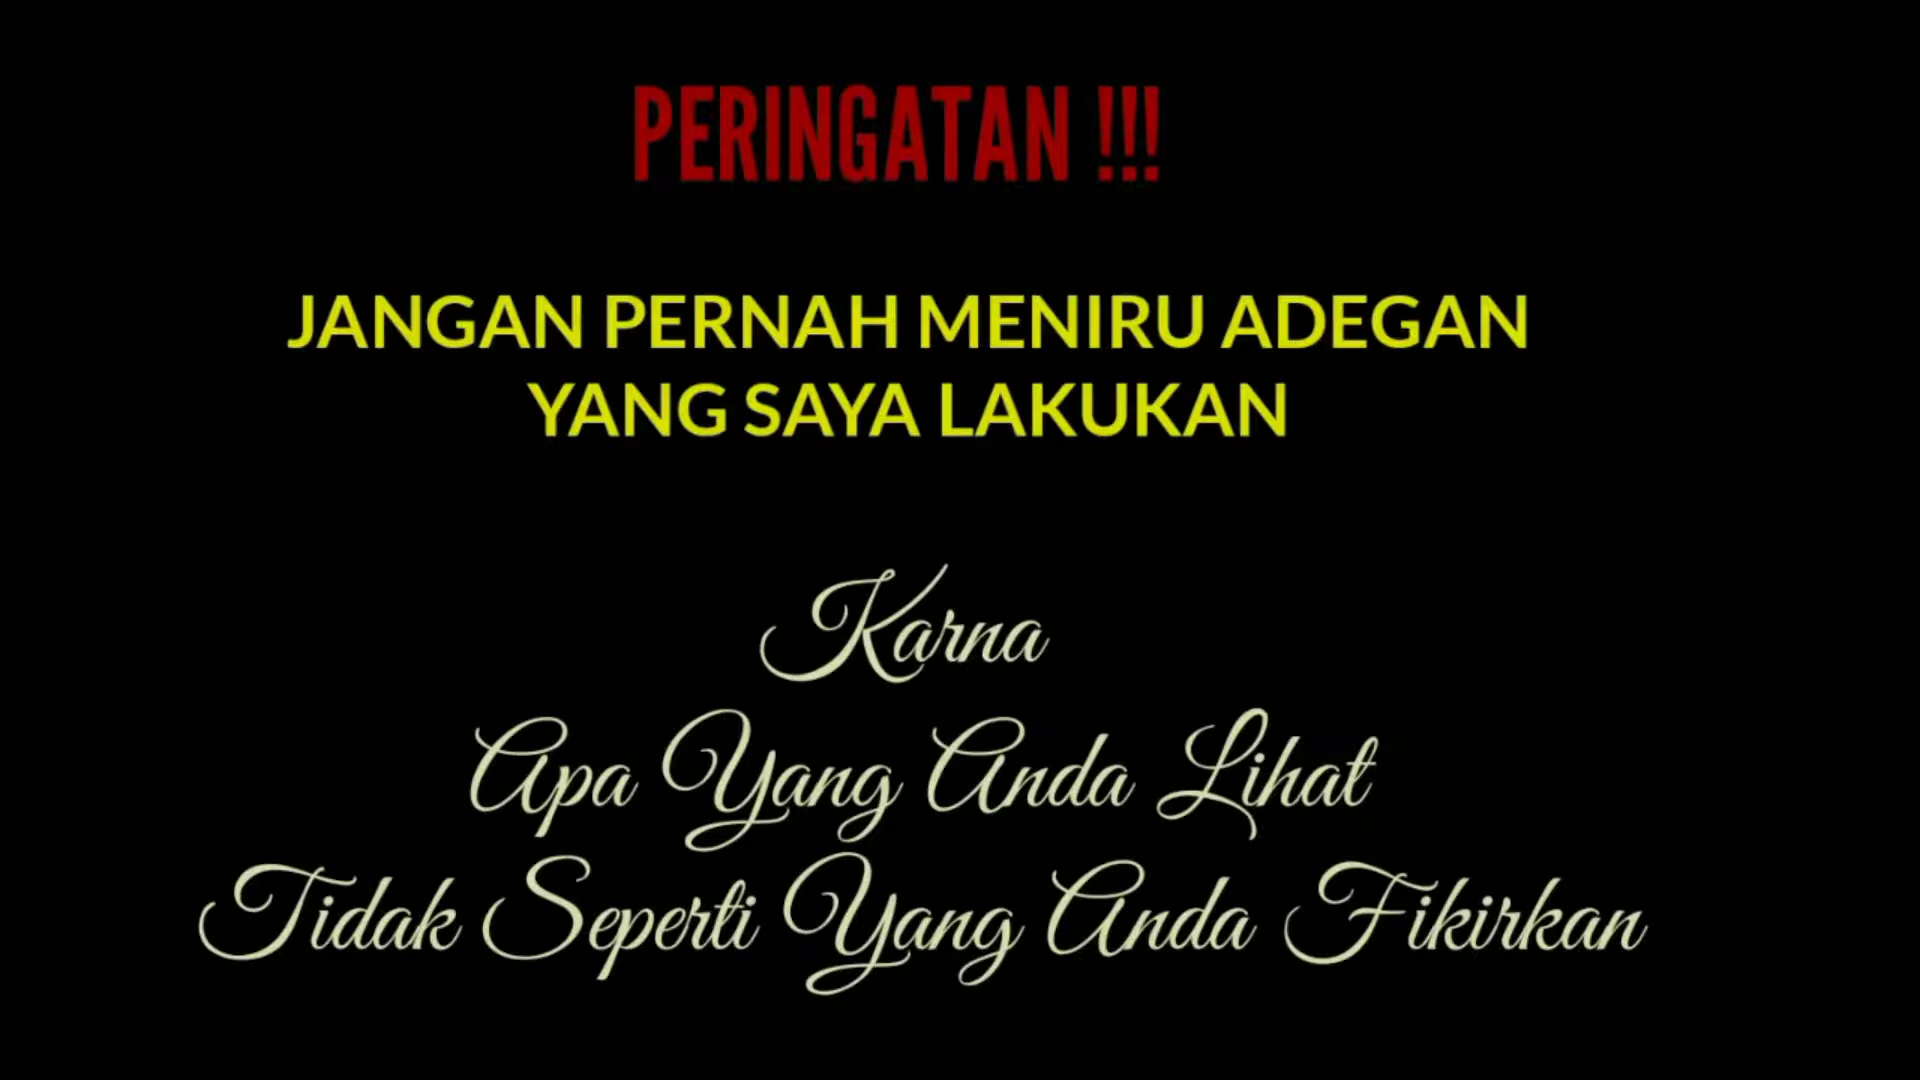 PERINGATAN !!!
JANGAN PERNAH MENIRU ADEGAN
YANG SAYA LAKUKAN
Karna
Apa Yang Anda Lihat
Tidak Seperti Yang Anda Fikirkan